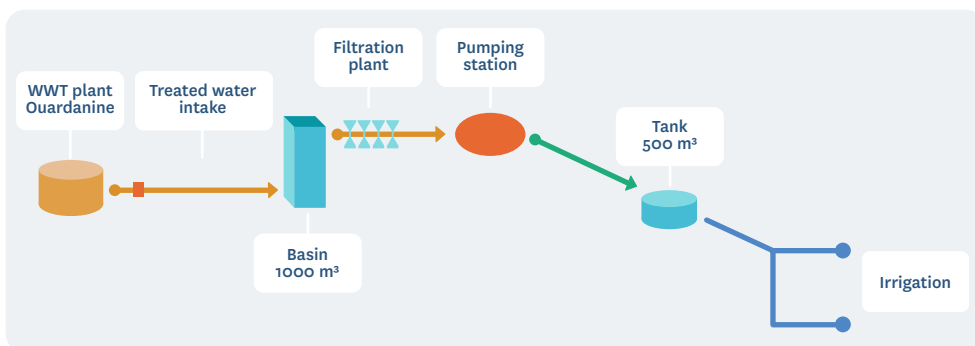 WWT plant
Ouardanine
Treated water
intake
Basin
1000 m³
Filtration
plant
Pumping
station
Tank
500 m³
Irrigation